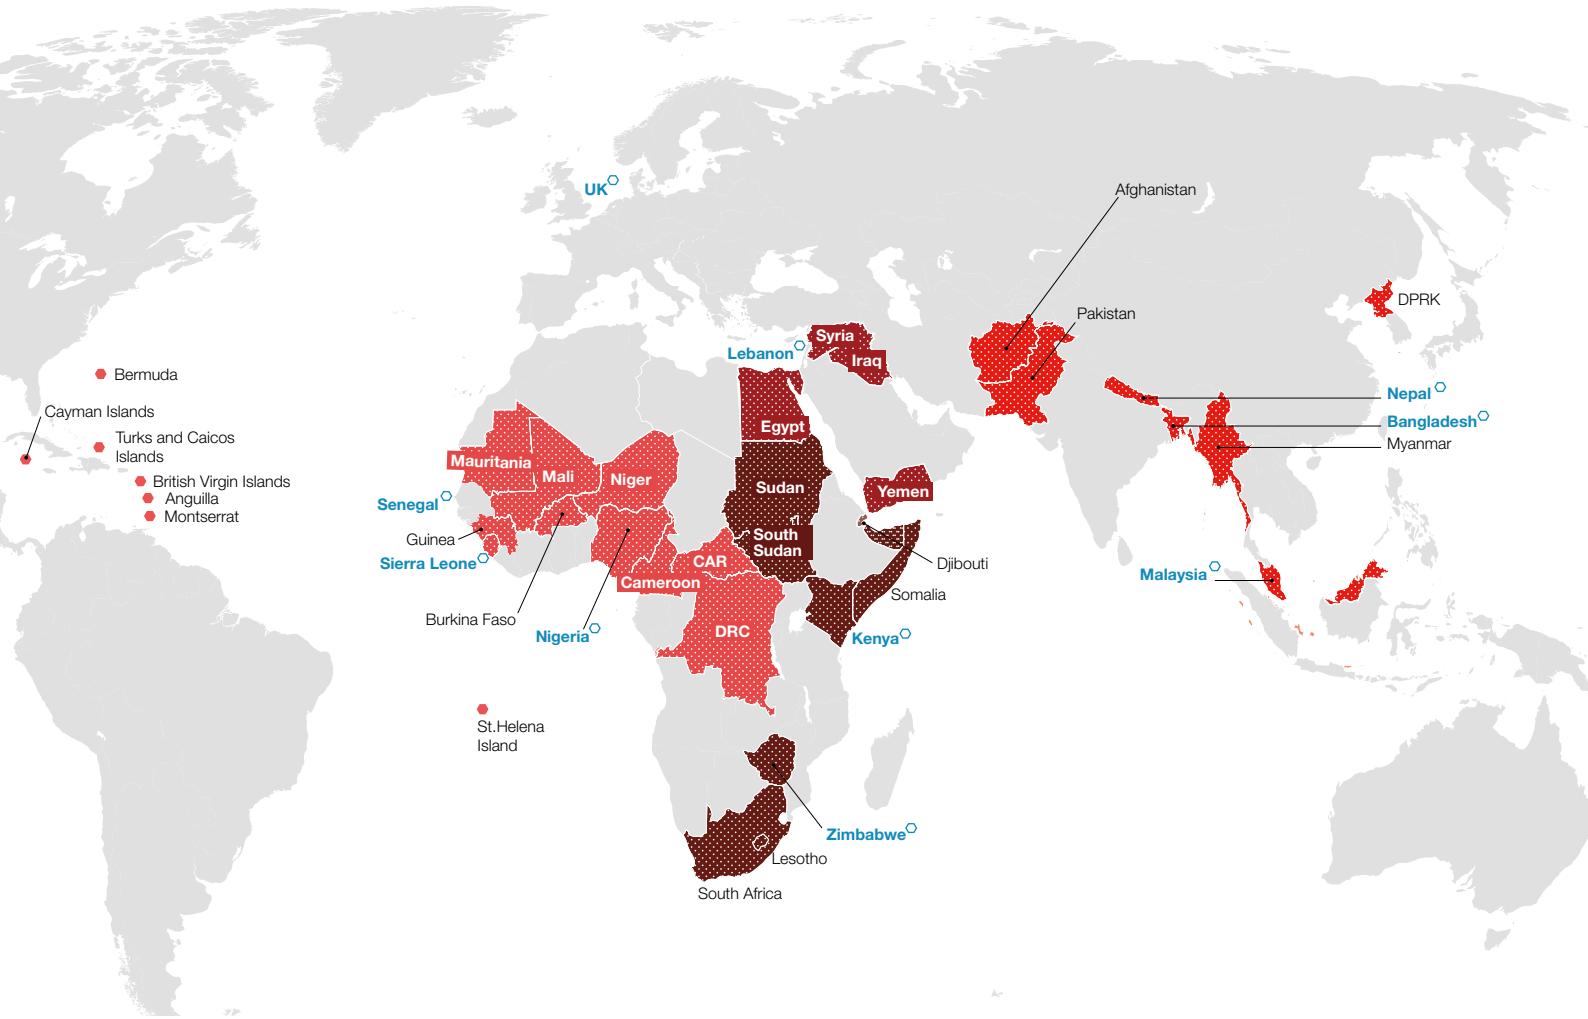 UK
Afghanistan
DPRK
Pakistan
Syria
Lebanon
Iraq
Bermuda
Nepal
Cayman Islands
Bangladesh
Egypt
Turks and Caicos
Islands
Myanmar
Mauritania
Mali
Niger
British Virgin Islands
Sudan
Yemen
Anguilla
Senegal
Montserrat
South
Sudan
Guinea
Sierra Leone
CAR
Djibouti
Malaysia
Cameroon
Somalia
Burkina Faso
DRC
Nigeria
Kenya
St.Helena
Island
Zimbabwe
Lesotho
South Africa